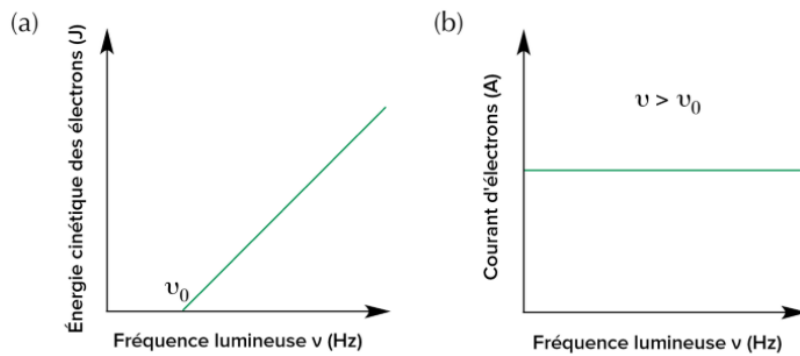 (a)
Énergie cinétique des électrons (J)
υ₀
Fréquence lumineuse ν (Hz)
(b)
Courant d'électrons (A)
υ > υ₀
Fréquence lumineuse ν (Hz)